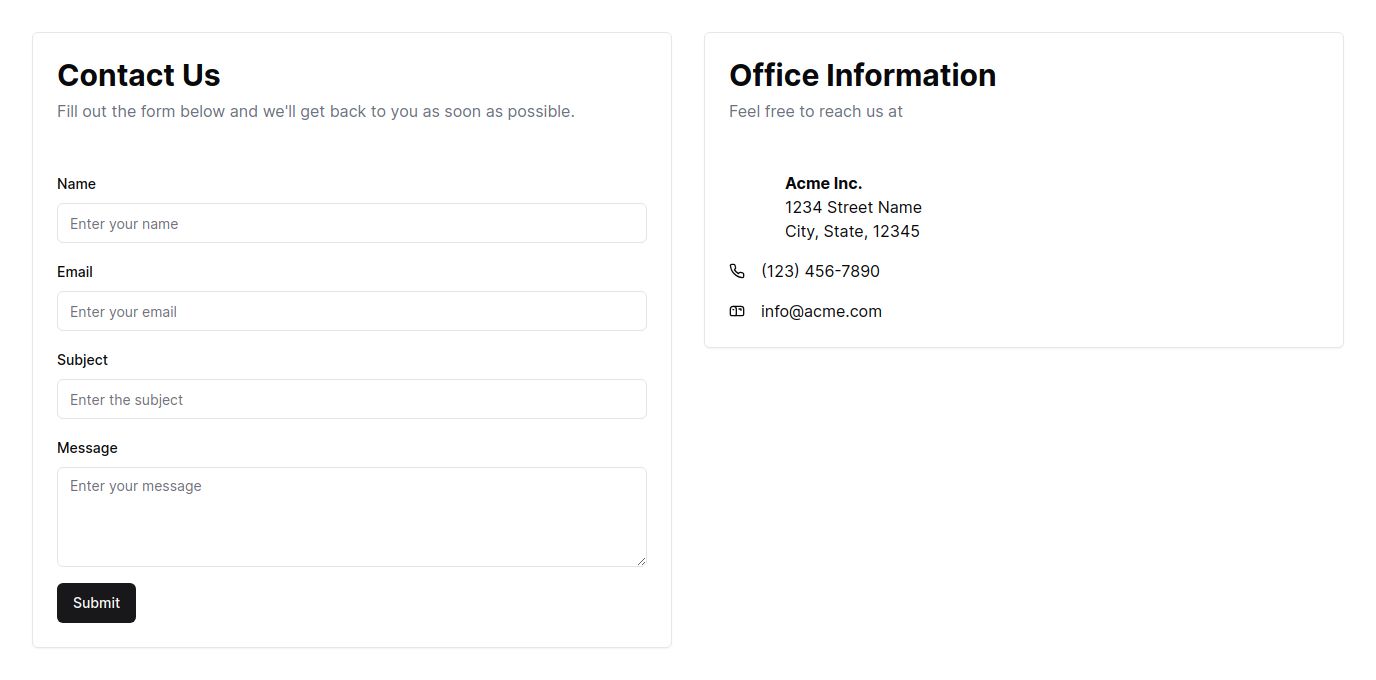 Contact Us
Fill out the form below and we'll get back to you as soon as possible.
Name
Enter your name
Email
Enter your email
Subject
Enter the subject
Message
Enter your message
Submit
Office Information
Feel free to reach us at
Acme Inc.
1234 Street Name
City, State, 12345
(123) 456-7890
info@acme.com